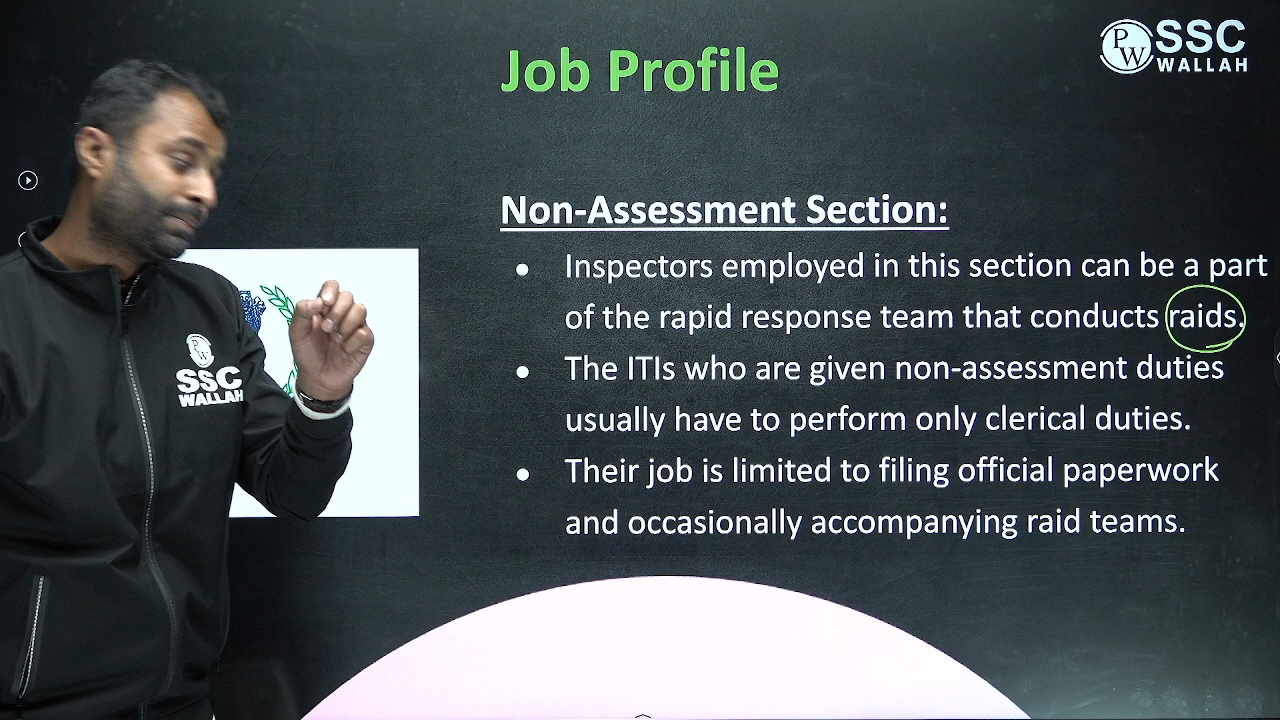 Job Profile
PW SSC
WALLAH
Non-Assessment Section:
• Inspectors employed in this section can be a part
of the rapid response team that conducts raids.
• The ITIs who are given non-assessment duties
usually have to perform only clerical duties.
• Their job is limited to filing official paperwork
and occasionally accompanying raid teams.
PW
SSC
WALLAH